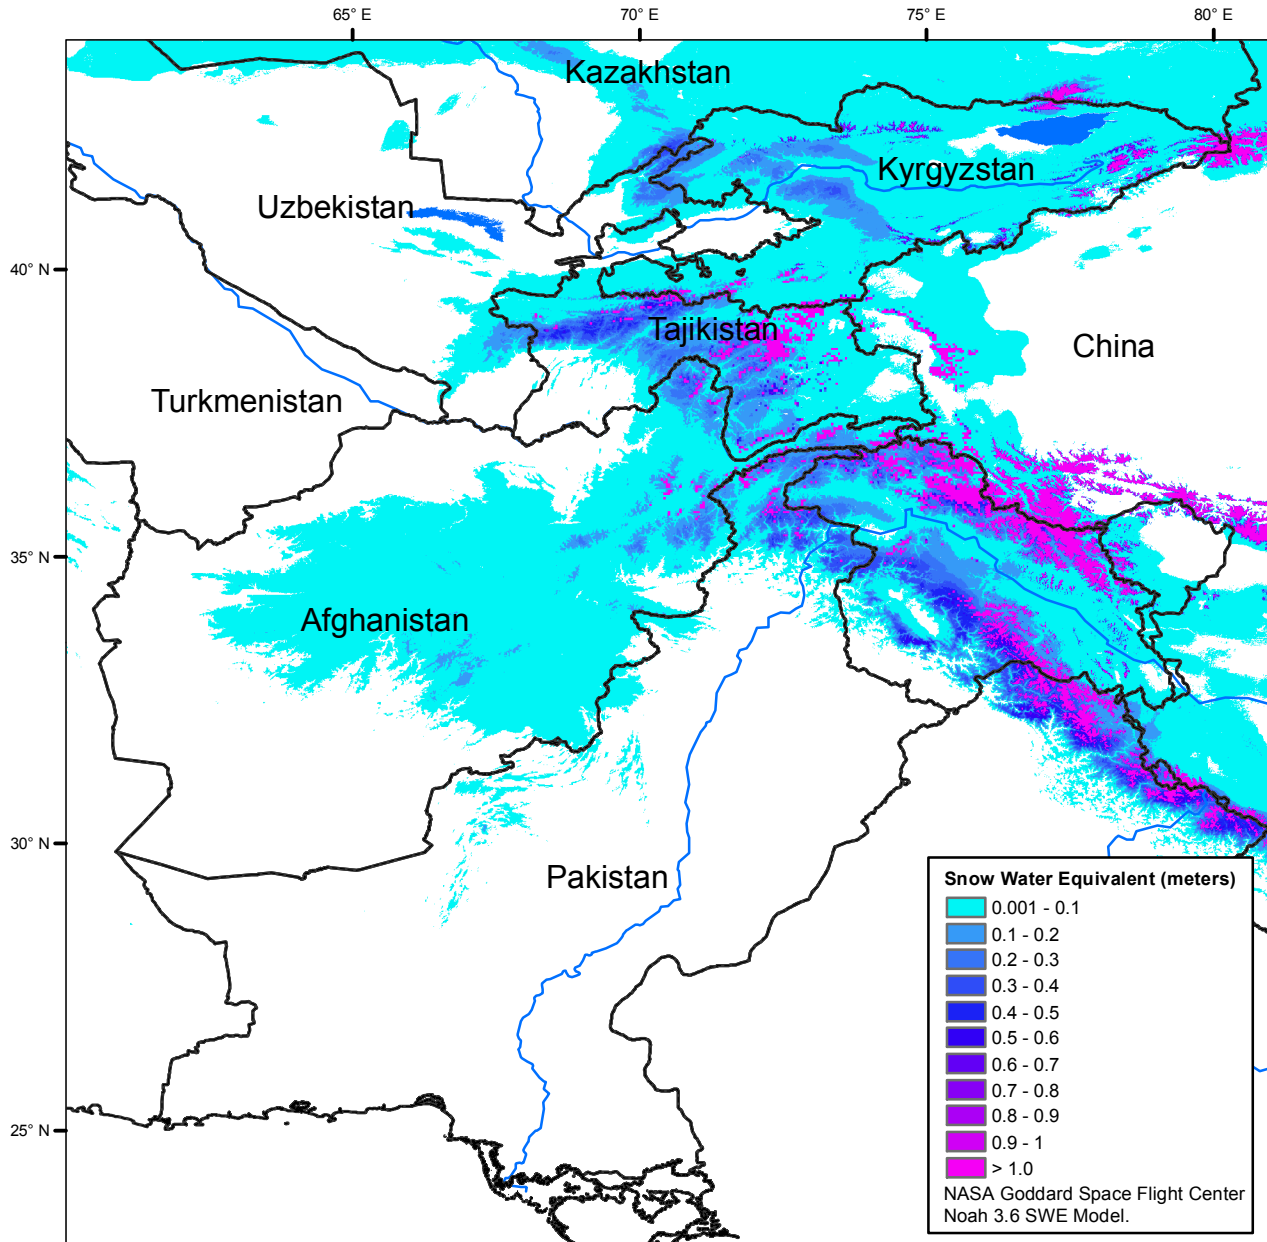 65° E
70° E
75° E
80° E
Kazakhstan
Kyrgyzstan
Uzbekistan
40° N
Tajikistan
China
Turkmenistan
35° N
Afghanistan
30° N
Pakistan
25° N
Snow Water Equivalent (meters)
0.001 - 0.1
0.1 - 0.2
0.2 - 0.3
0.3 - 0.4
0.4 - 0.5
0.5 - 0.6
0.6 - 0.7
0.7 - 0.8
0.8 - 0.9
0.9 - 1
> 1.0
NASA Goddard Space Flight Center
Noah 3.6 SWE Model.